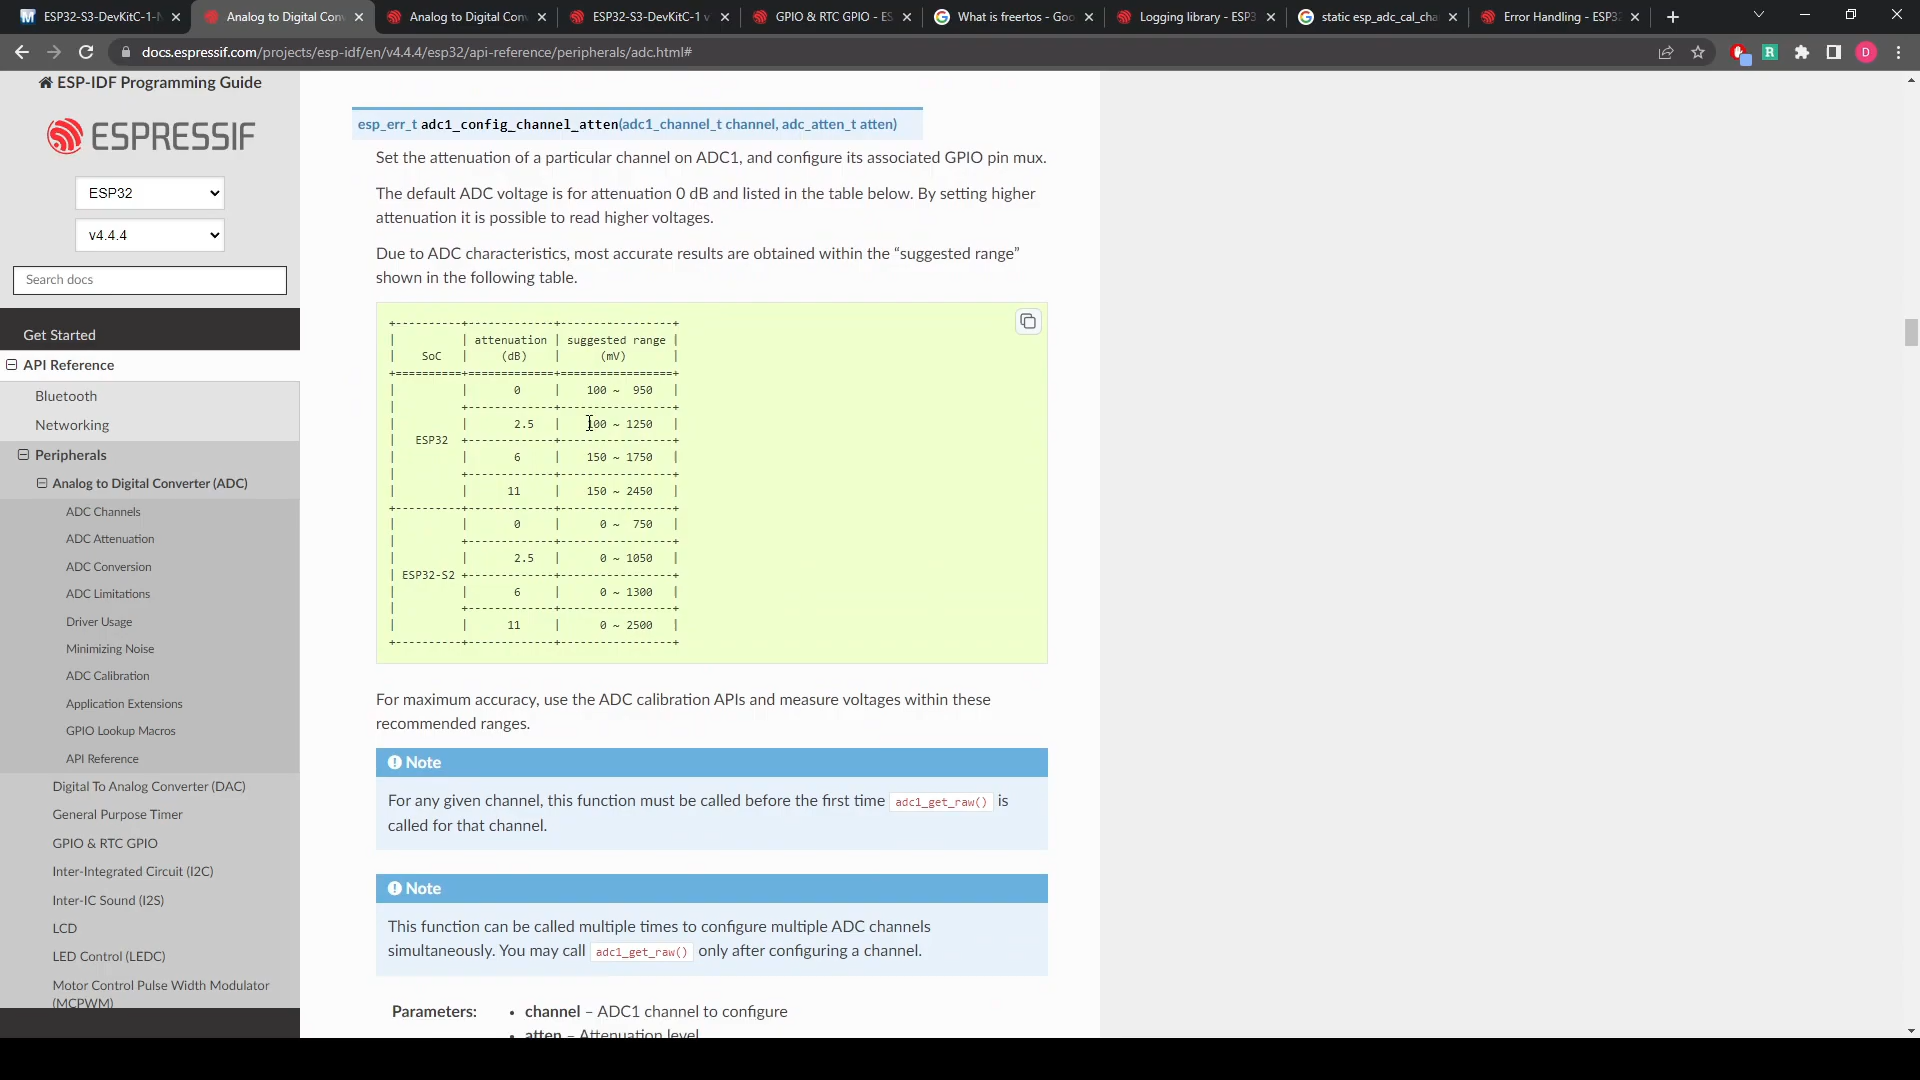 ESP32-S3-DevKitC-1-N
Analog to Digital Con
Analog to Digital Con
ESP32-S3-DevKitC-1 v
GPIO & RTC GPIO - ES
What is freertos - Goo
Logging library - ESP3
static esp_adc_cal_cha
Error Handling - ESP3
docs.espressif.com/projects/esp-idf/en/v4.4.4/esp32/api-reference/peripherals/adc.html#
R
D
ESP-IDF Programming Guide
ESPRESSIF
ESP32
v4.4.4
Search docs
Get Started
API Reference
Bluetooth
Networking
Peripherals
Analog to Digital Converter (ADC)
ADC Channels
ADC Attenuation
ADC Conversion
ADC Limitations
Driver Usage
Minimizing Noise
ADC Calibration
Application Extensions
GPIO Lookup Macros
API Reference
Digital To Analog Converter (DAC)
General Purpose Timer
GPIO & RTC GPIO
Inter-Integrated Circuit (I2C)
Inter-IC Sound (I2S)
LCD
LED Control (LEDC)
Motor Control Pulse Width Modulator
(MCPWM)
esp_err_t adc1_config_channel_atten(adc1_channel_t channel, adc_atten_t atten)
Set the attenuation of a particular channel on ADC1, and configure its associated GPIO pin mux.
The default ADC voltage is for attenuation 0 dB and listed in the table below. By setting higher
attenuation it is possible to read higher voltages.
Due to ADC characteristics, most accurate results are obtained within the “suggested range”
shown in the following table.
+----------+-------------+-----------------+
|          | attenuation | suggested range |
|    SoC   |     (dB)    |      (mV)       |
+==========+=============+=================+
|          |       0     |    100 ~  950   |
|          +-------------+-----------------+
|          |       2.5   |    100 ~ 1250   |
|   ESP32  +-------------+-----------------+
|          |       6     |    150 ~ 1750   |
|          +-------------+-----------------+
|          |      11     |    150 ~ 2450   |
+----------+-------------+-----------------+
|          |       0     |      0 ~  750   |
|          +-------------+-----------------+
|          |       2.5   |      0 ~ 1050   |
| ESP32-S2 +-------------+-----------------+
|          |       6     |      0 ~ 1300   |
|          +-------------+-----------------+
|          |      11     |      0 ~ 2500   |
+----------+-------------+-----------------+
For maximum accuracy, use the ADC calibration APIs and measure voltages within these
recommended ranges.
Note
For any given channel, this function must be called before the first time adc1_get_raw() is
called for that channel.
Note
This function can be called multiple times to configure multiple ADC channels
simultaneously. You may call adc1_get_raw() only after configuring a channel.
Parameters:
• channel – ADC1 channel to configure
• atten – Attenuation level